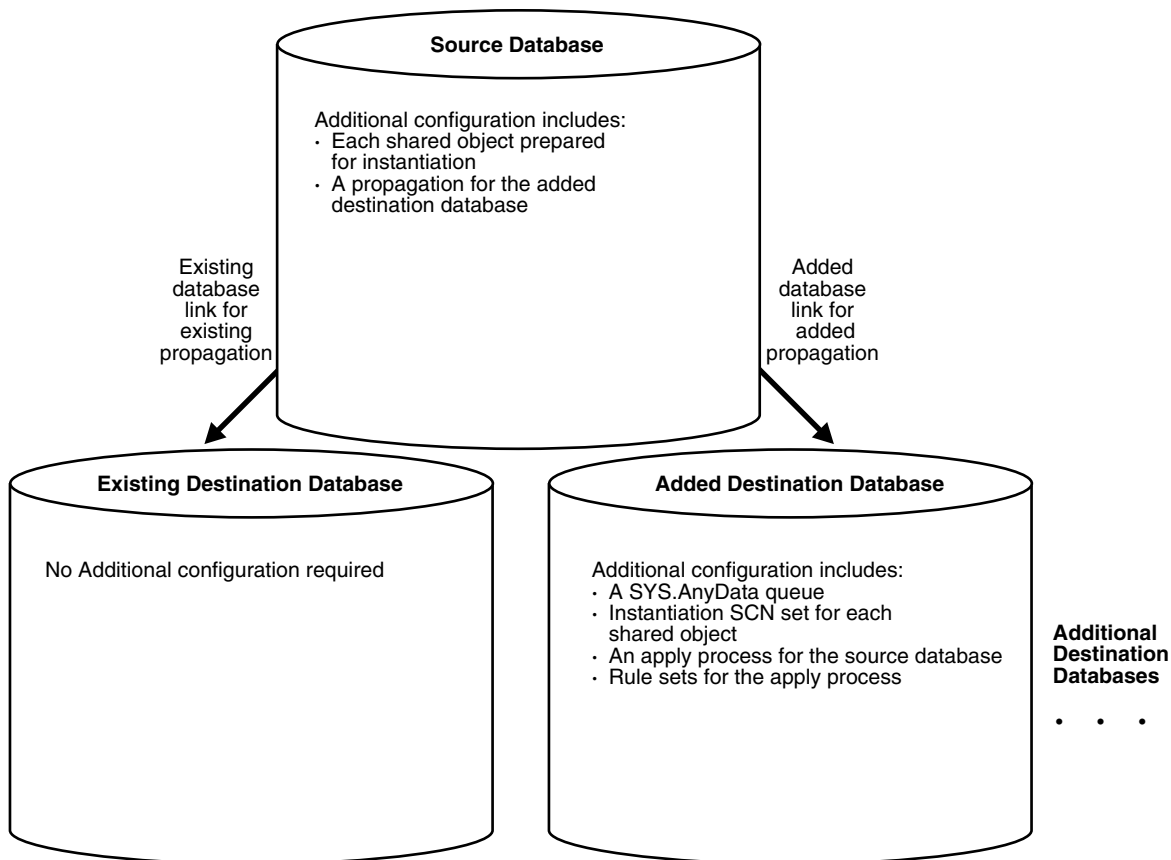 Source Database
Additional configuration includes:
· Each shared object prepared
for instantiation
· A propagation for the added
destination database
Existing
database
link for
existing
propagation
Added
database
link for
added
propagation
Existing Destination Database
No Additional configuration required
Added Destination Database
Additional configuration includes:
· A SYS.AnyData queue
· Instantiation SCN set for each
shared object
· An apply process for the source database
· Rule sets for the apply process
Additional
Destination
Databases
. . .